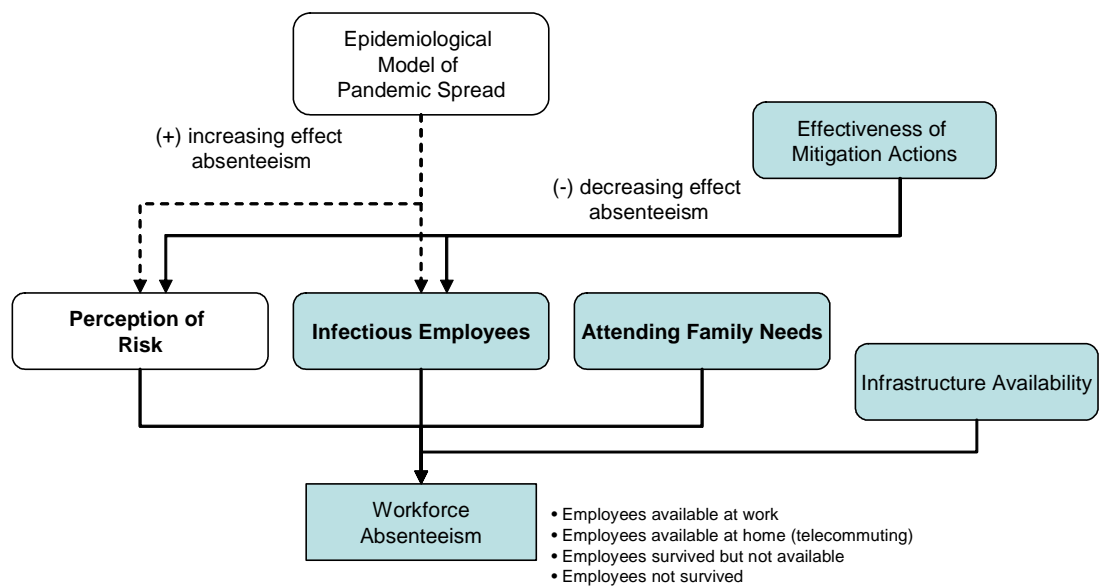 Epidemiological
Model of
Pandemic Spread
(+) increasing effect
absenteeism
Effectiveness of
Mitigation Actions
(-) decreasing effect
absenteeism
Perception of
Risk
Infectious Employees
Attending Family Needs
Infrastructure Availability
Workforce
Absenteeism
• Employees available at work
• Employees available at home (telecommuting)
• Employees survived but not available
• Employees not survived